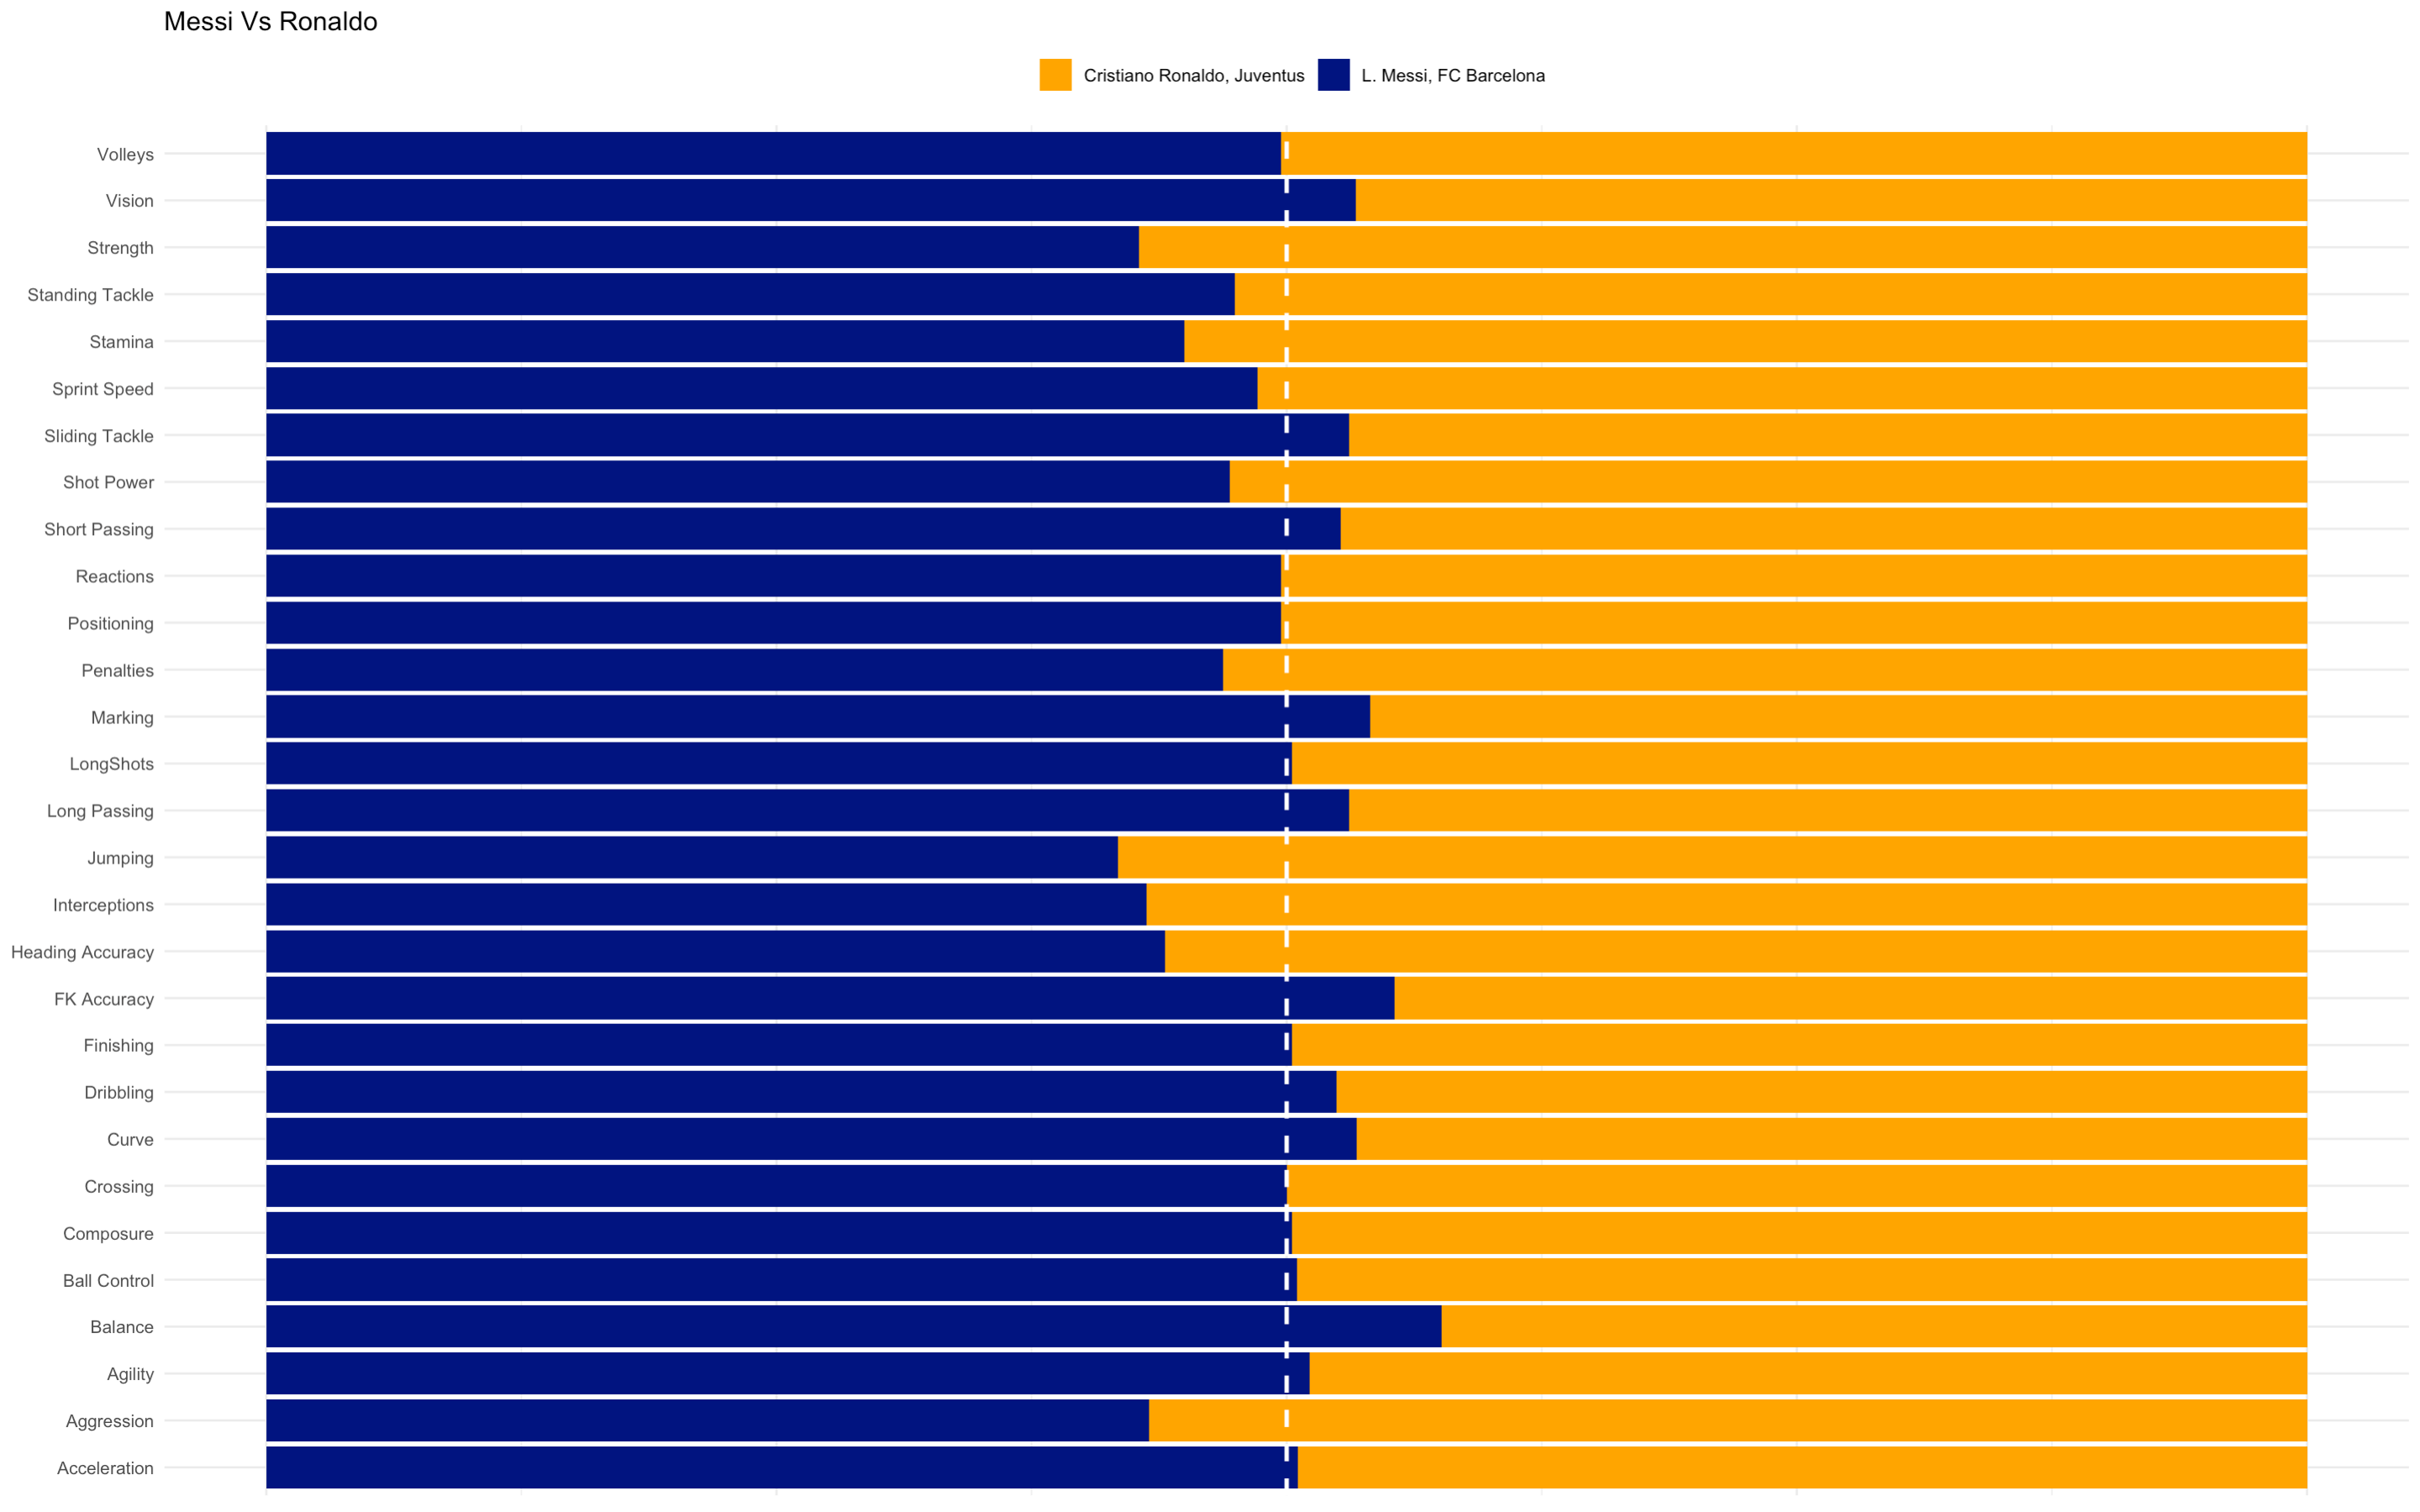 Messi Vs Ronaldo
Cristiano Ronaldo, Juventus
L. Messi, FC Barcelona
Volleys
Vision
Strength
Standing Tackle
Stamina
Sprint Speed
Sliding Tackle
Shot Power
Short Passing
Reactions
Positioning
Penalties
Marking
LongShots
Long Passing
Jumping
Interceptions
Heading Accuracy
FK Accuracy
Finishing
Dribbling
Curve
Crossing
Composure
Ball Control
Balance
Agility
Aggression
Acceleration